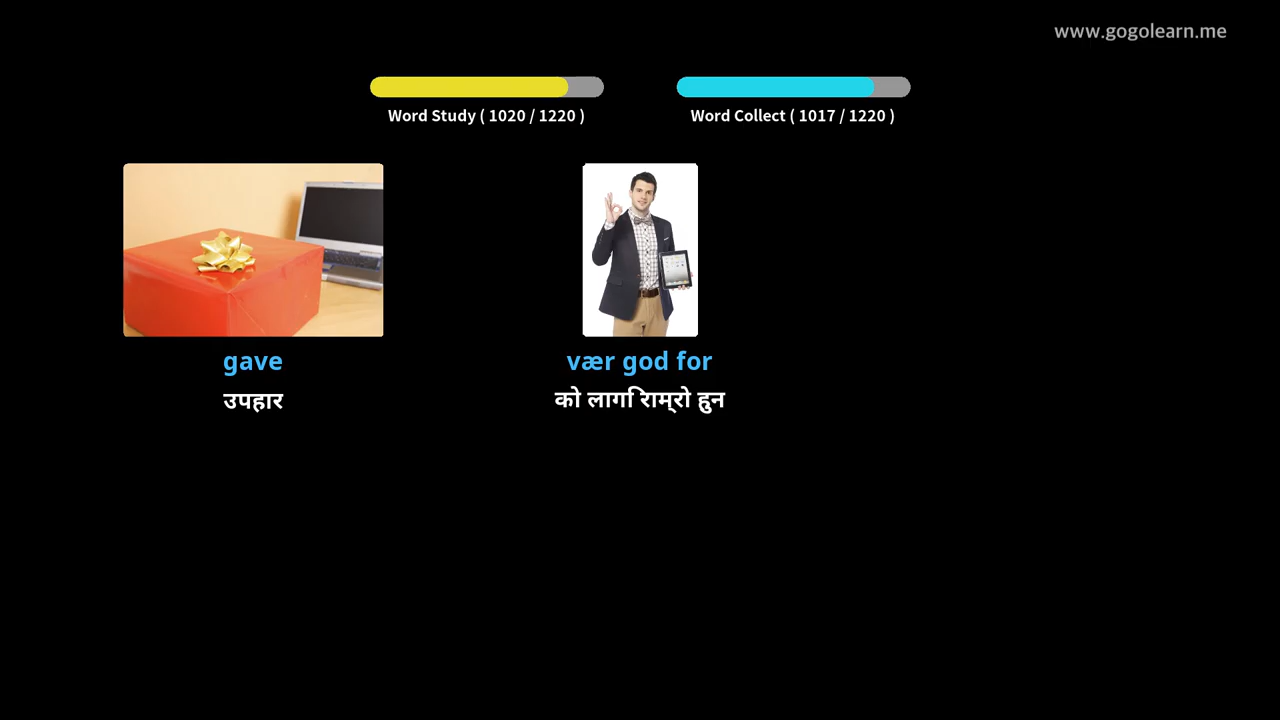 www.gogolearn.me
Word Study ( 1020 / 1220 )
Word Collect ( 1017 / 1220 )
gave
vær god for
उपहार
को लागि राम्रो हुन